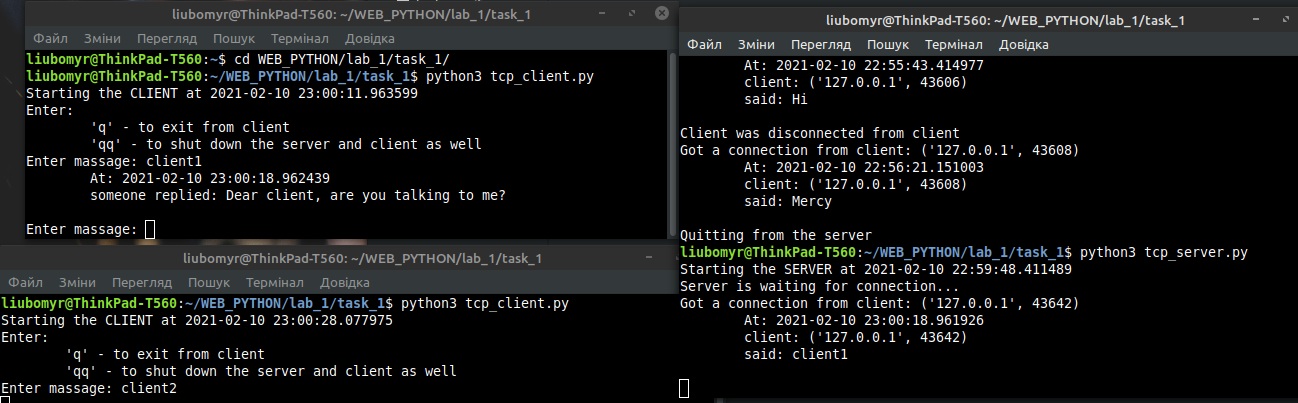 liubomyr@ThinkPad-T560: ~/WEB_PYTHON/lab_1/task_1
Файл Зміни Перегляд Пошук Термінал Довідка
liubomyr@ThinkPad-T560:~$ cd WEB_PYTHON/lab_1/task_1/
liubomyr@ThinkPad-T560:~/WEB_PYTHON/lab_1/task_1$ python3 tcp_client.py
Starting the CLIENT at 2021-02-10 23:00:11.963599
Enter:
'q' - to exit from client
'qq' - to shut down the server and client as well
Enter massage: client1
At: 2021-02-10 23:00:18.962439
someone replied: Dear client, are you talking to me?
Enter massage:
liubomyr@ThinkPad-T560: ~/WEB_PYTHON/lab_1/task_1
Файл Зміни Перегляд Пошук Термінал Довідка
liubomyr@ThinkPad-T560:~/WEB_PYTHON/lab_1/task_1$ python3 tcp_client.py
Starting the CLIENT at 2021-02-10 23:00:28.077975
Enter:
'q' - to exit from client
'qq' - to shut down the server and client as well
Enter massage: client2
liubomyr@ThinkPad-T560: ~/WEB_PYTHON/lab_1/task_1
Файл Зміни Перегляд Пошук Термінал Довідка
At: 2021-02-10 22:55:43.414977
client: ('127.0.0.1', 43606)
said: Hi
Client was disconnected from client
Got a connection from client: ('127.0.0.1', 43608)
At: 2021-02-10 22:56:21.151003
client: ('127.0.0.1', 43608)
said: Mercy
Quitting from the server
liubomyr@ThinkPad-T560:~/WEB_PYTHON/lab_1/task_1$ python3 tcp_server.py
Starting the SERVER at 2021-02-10 22:59:48.411489
Server is waiting for connection...
Got a connection from client: ('127.0.0.1', 43642)
At: 2021-02-10 23:00:18.961926
client: ('127.0.0.1', 43642)
said: client1